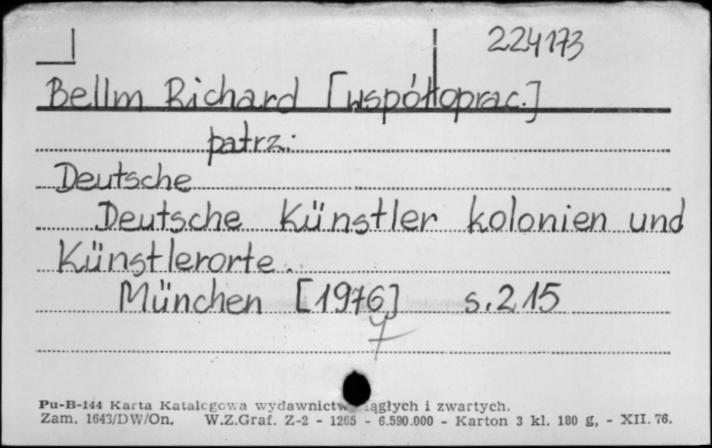 224173
Bellm Richard [współoprac.]
patrz:
Deutsche
Deutsche Künstler kolonien und
Künstlerorte.
München [1976] s. 215
7
Pu-B-144 Karta Katalogowa wydawnictw ciągłych i zwartych.
Zam. 1643/DW/On. W.Z.Graf. Z-2 - 1265 - 6.590.000 - Karton 3 kl. 180 g, - XII. 76.